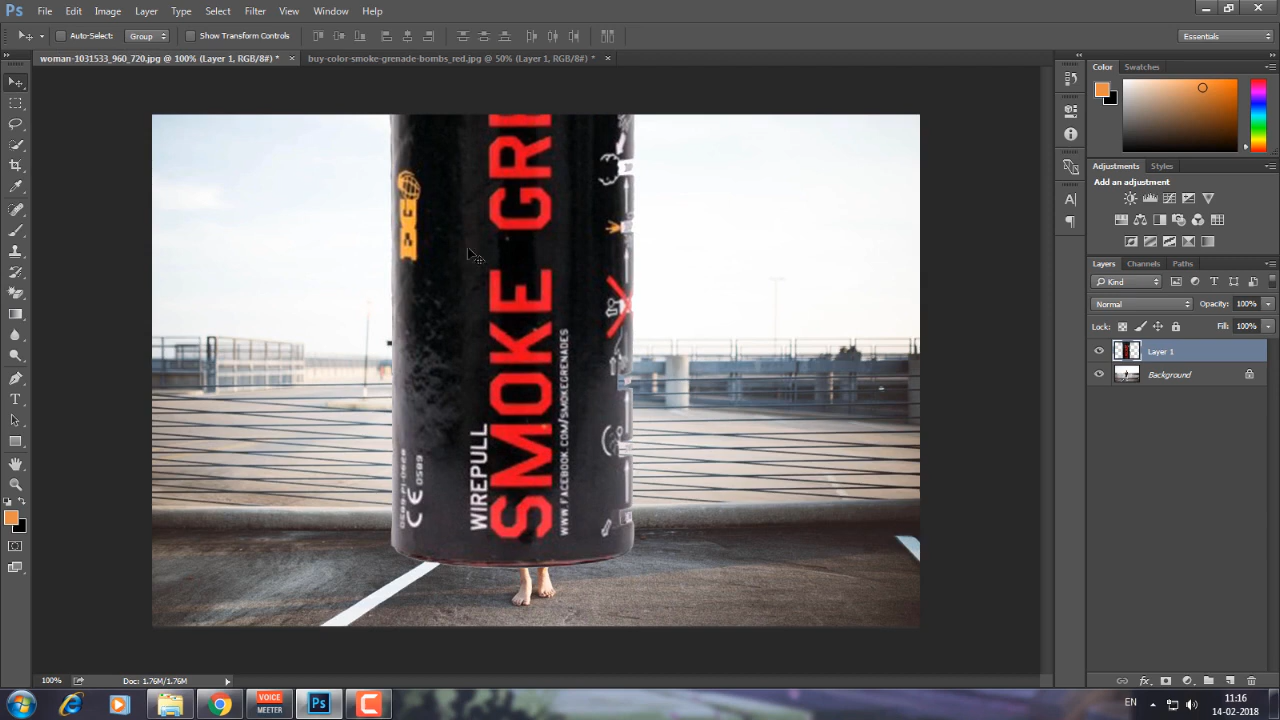 Ps File Edit Image Layer Type Select Filter View Window Help
Auto-Select: Group Show Transform Controls Essentials
woman-1031533_960_720.jpg @ 100% (Layer 1, RGB/8#) * × buy-color-smoke-grenade-bombs_red.jpg @ 50% (Layer 1, RGB/8#) * ×
Color Swatches
Adjustments Styles
Add an adjustment
Layers Channels Paths
Kind
Normal Opacity: 100%
Lock: Fill: 100%
Layer 1
Background
SMOKE GRE
WIREPULL
WWW.FACEBOOK.COM/SMOKEGRENADES
CE 0589
100% Doc: 1.76M/1.76M
VOICE
MEETER
Ps
EN
11:16
14-02-2018